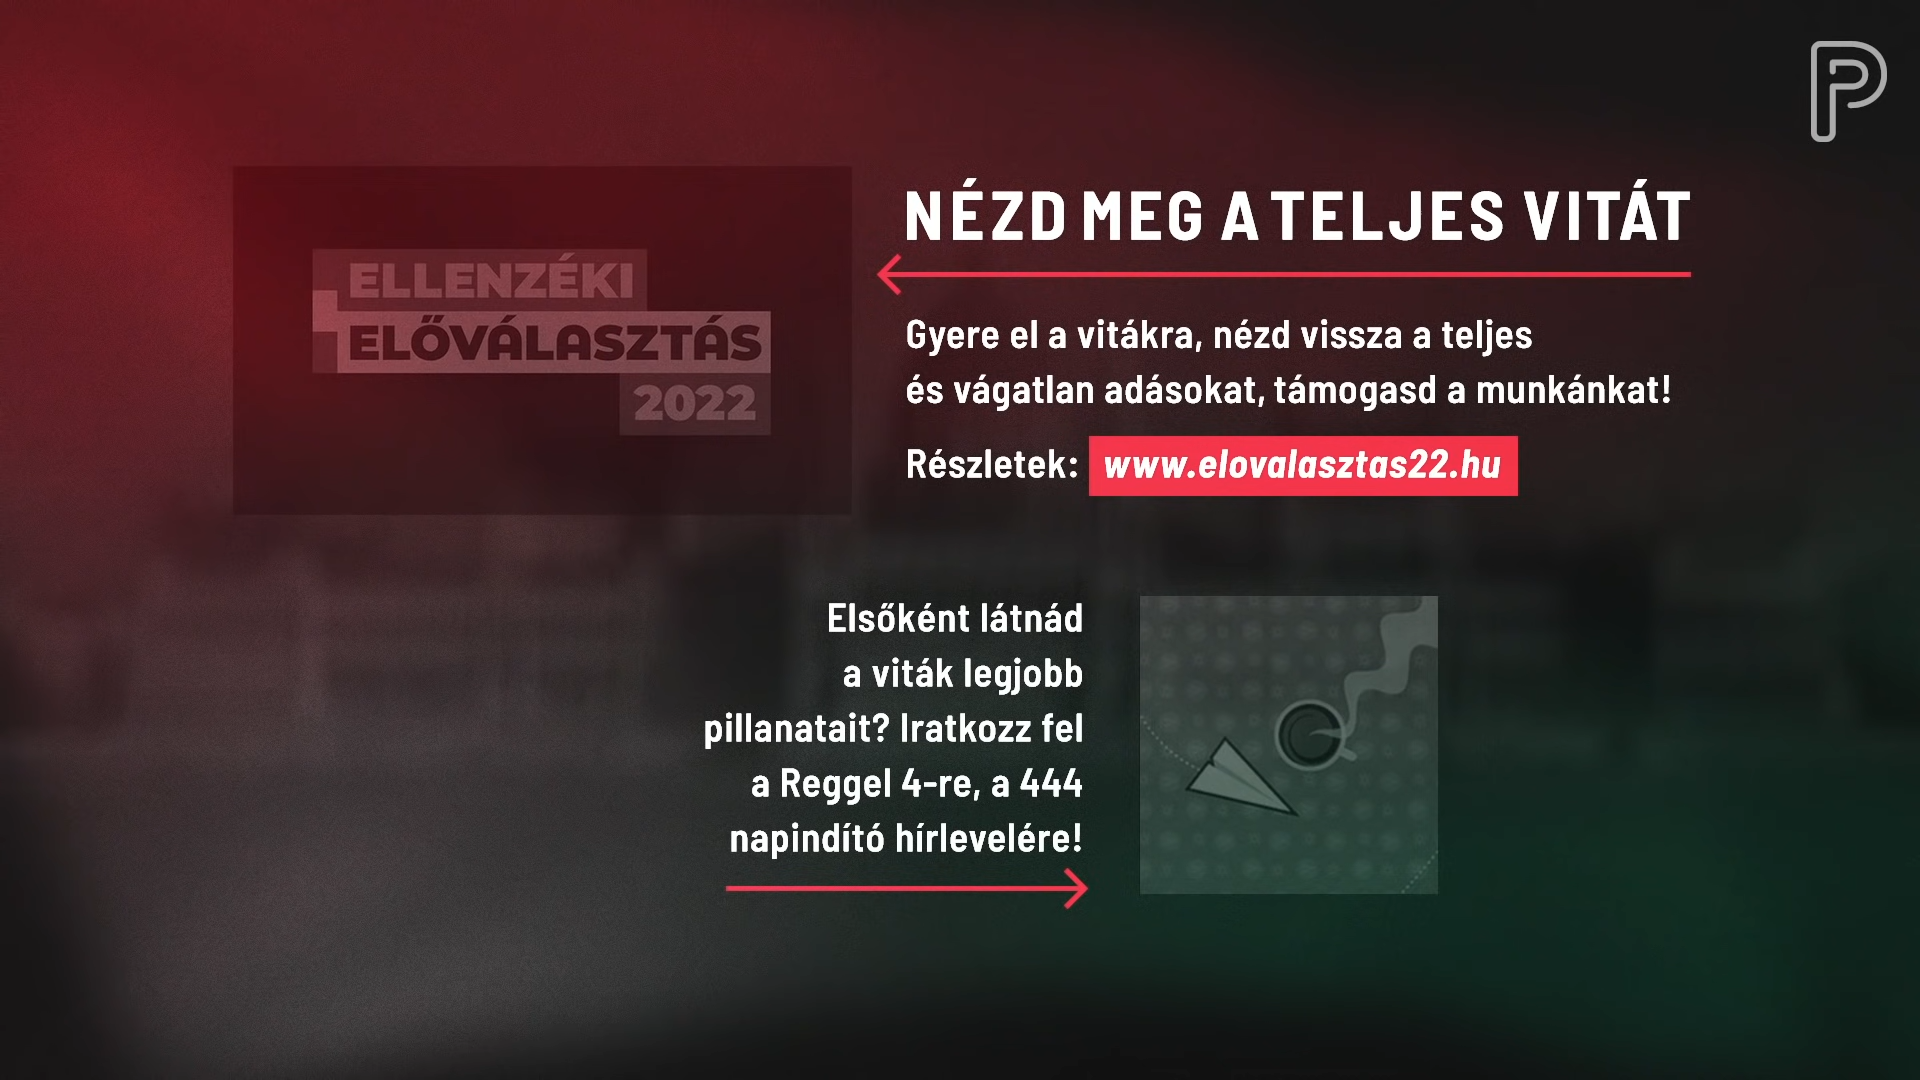 ELLENZÉKI
ELŐVÁLASZTÁS
2022
NÉZD MEG A TELJES VITÁT
Gyere el a vitákra, nézd vissza a teljes
és vágatlan adásokat, támogasd a munkánkat!
Részletek: www.elovalasztas22.hu
Elsőként látnád
a viták legjobb
pillanatait? Iratkozz fel
a Reggel 4-re, a 444
napindító hírlevelére!
P